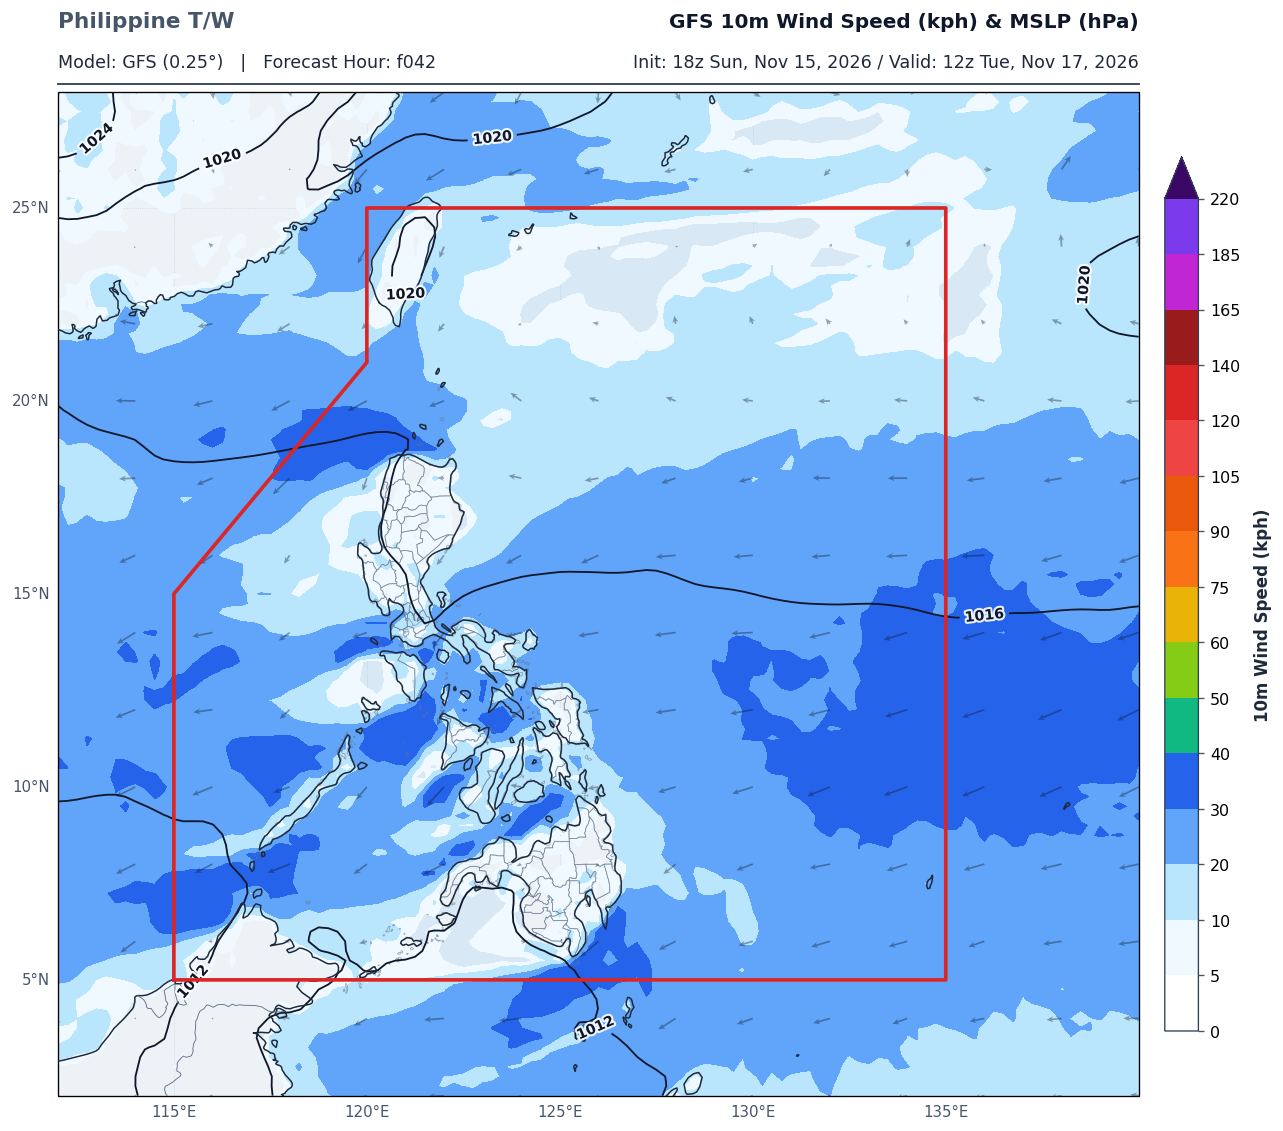 Philippine T/W
GFS 10m Wind Speed (kph) & MSLP (hPa)
Model: GFS (0.25°) | Forecast Hour: f042
Init: 18z Sun, Nov 15, 2026 / Valid: 12z Tue, Nov 17, 2026
1024
1020
1020
1020
1020
1016
1012
1012
25°N
20°N
15°N
10°N
5°N
115°E
120°E
125°E
130°E
135°E
220
185
165
140
120
105
90
75
60
50
40
30
20
10
5
0
10m Wind Speed (kph)